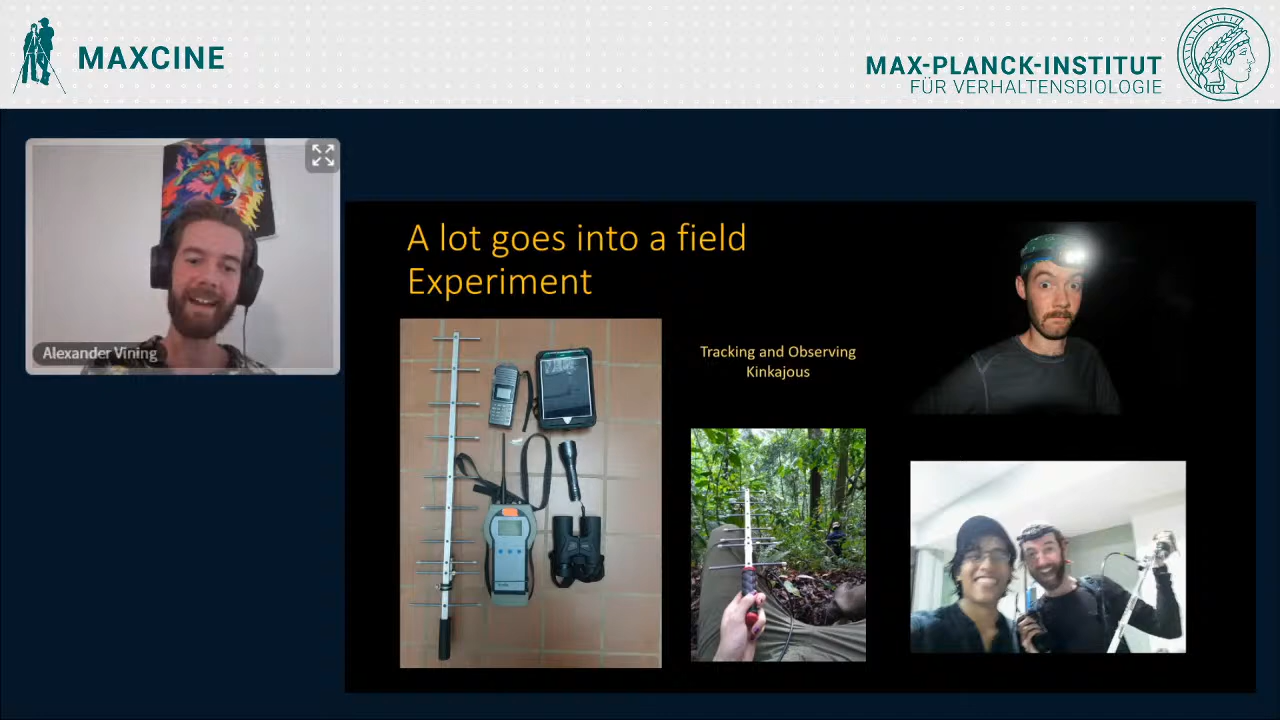 MAXCINE
MAX-PLANCK-INSTITUT
FÜR VERHALTENSBIOLOGIE
Alexander Vining
A lot goes into a field
Experiment
Tracking and Observing
Kinkajous